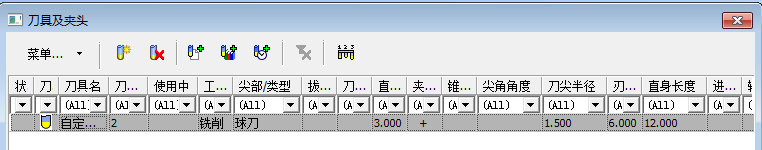 刀具及夹头
菜单...
状 刀 刀具名 刀... 使用中 工... 尖部/类型 拔... 刀... 直... 夹... 锥... 尖角角度 刀尖半径 刃... 直身长度 进...
(All) (A. (All) (A (All) (A (A (A (A (A (All) (All) (A (All) (A
自定... 2 铣削 球刀 3.000 + 1.500 6.000 12.000